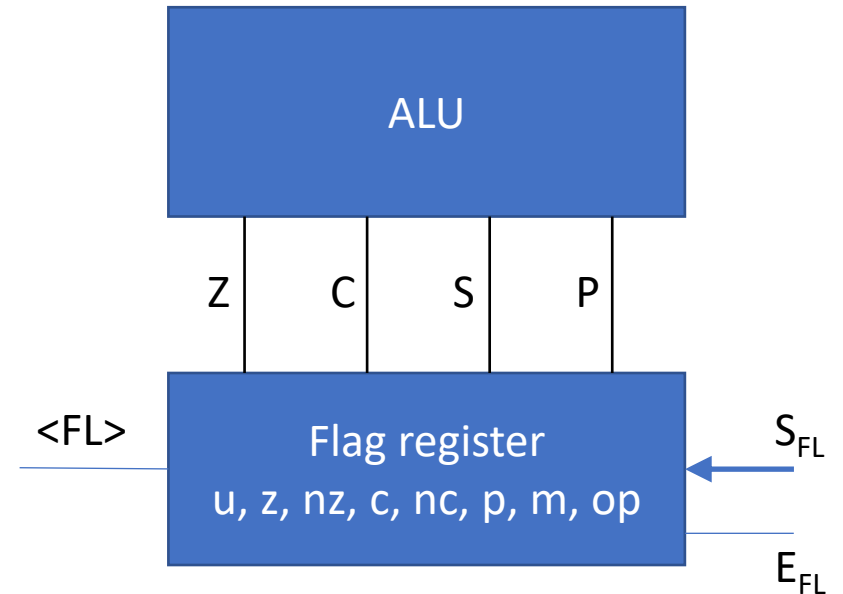 ALU
Z C S P
<FL>
Flag register
u, z, nz, c, nc, p, m, op
S_FL
E_FL